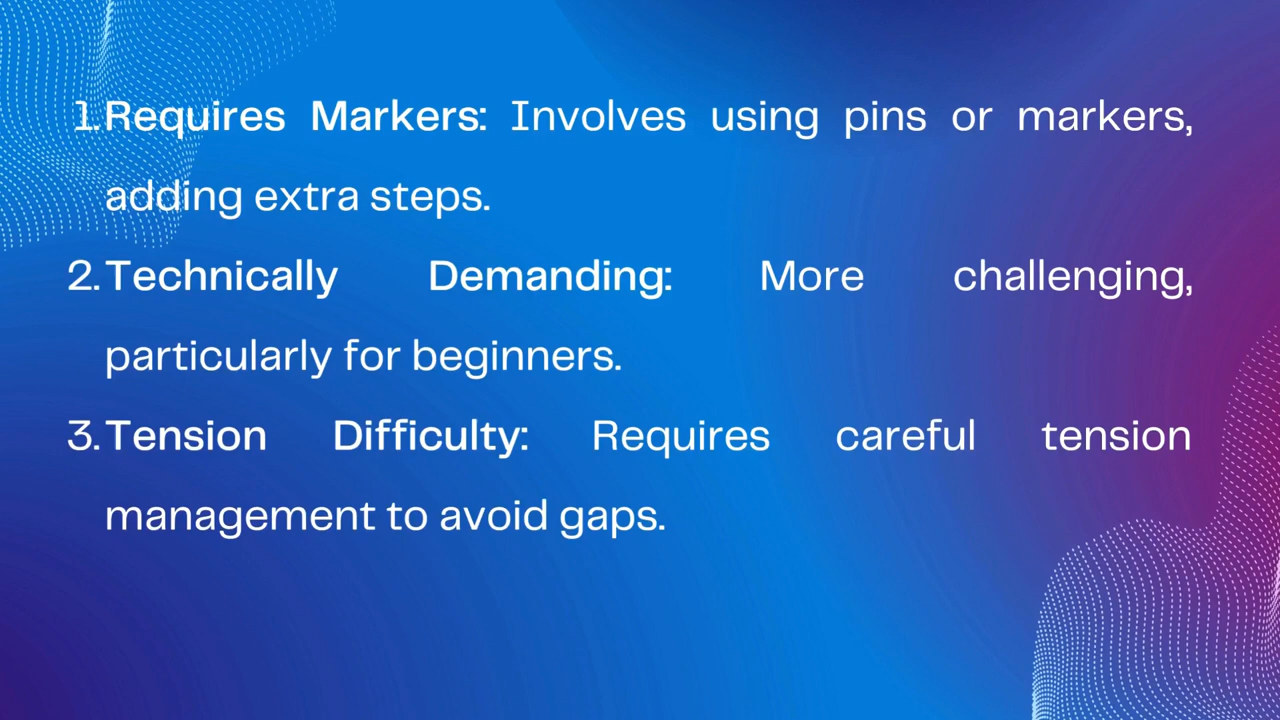 1.Requires Markers: Involves using pins or markers,
adding extra steps.
2.Technically Demanding: More challenging,
particularly for beginners.
3.Tension Difficulty: Requires careful tension
management to avoid gaps.